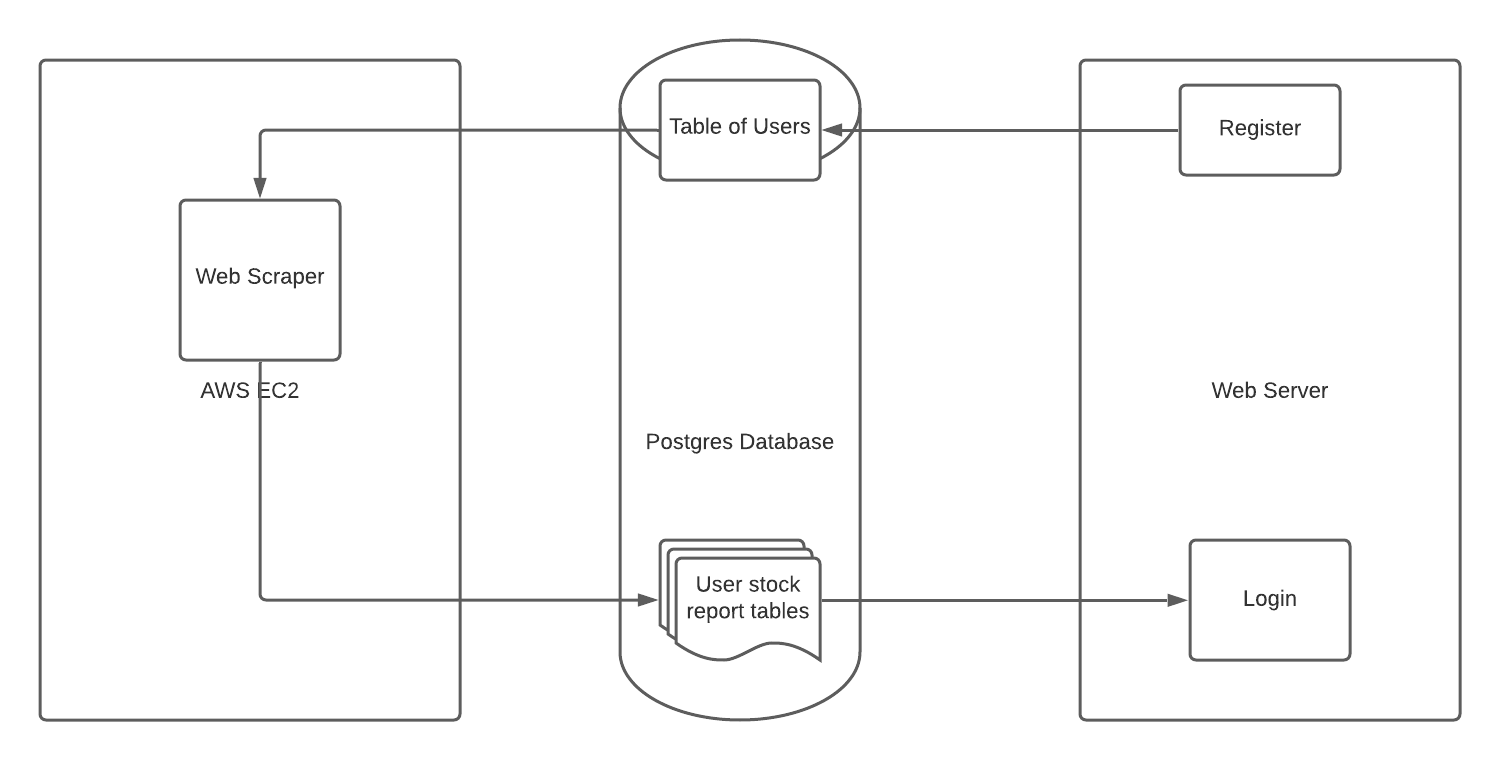 Table of Users
Register
Web Scraper
AWS EC2
Web Server
Postgres Database
User stock
report tables
Login